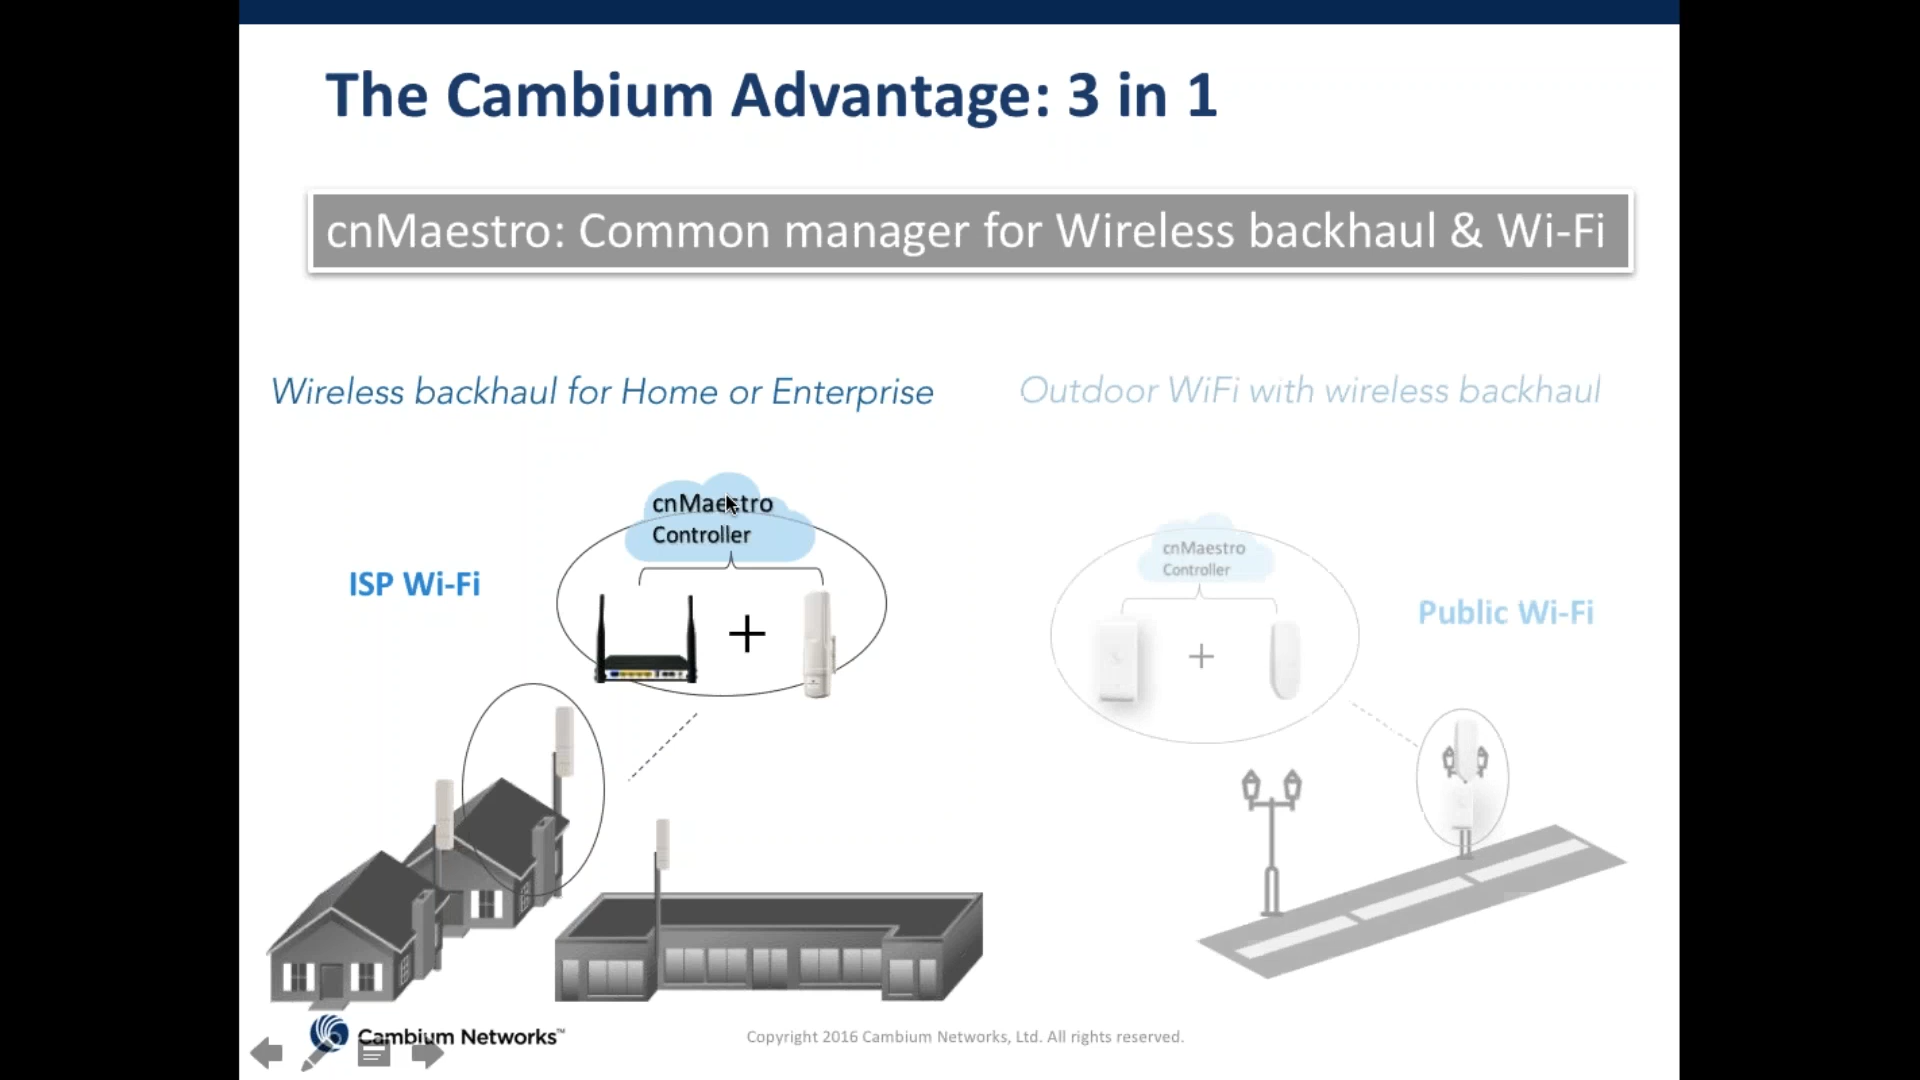 The Cambium Advantage: 3 in 1
cnMaestro: Common manager for Wireless backhaul & Wi-Fi
Wireless backhaul for Home or Enterprise
Outdoor WiFi with wireless backhaul
cnMaestro
Controller
ISP Wi-Fi
cnMaestro
Controller
Public Wi-Fi
Cambium Networks™
Copyright 2016 Cambium Networks, Ltd. All rights reserved.